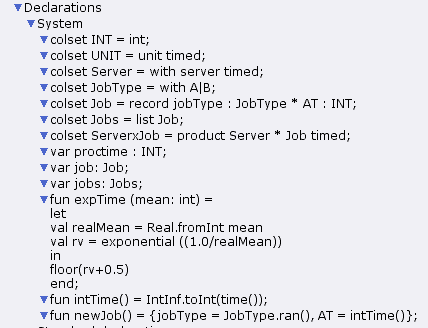 Declarations
System
colset INT = int;
colset UNIT = unit timed;
colset Server = with server timed;
colset JobType = with A|B;
colset Job = record jobType : JobType * AT : INT;
colset Jobs = list Job;
colset ServerxJob = product Server * Job timed;
var proctime : INT;
var job: Job;
var jobs: Jobs;
fun expTime (mean: int) =
let
val realMean = Real.fromInt mean
val rv = exponential ((1.0/realMean))
in
floor(rv+0.5)
end;
fun intTime() = IntInf.toInt(time());
fun newJob() = {jobType = JobType.ran(), AT = intTime()};